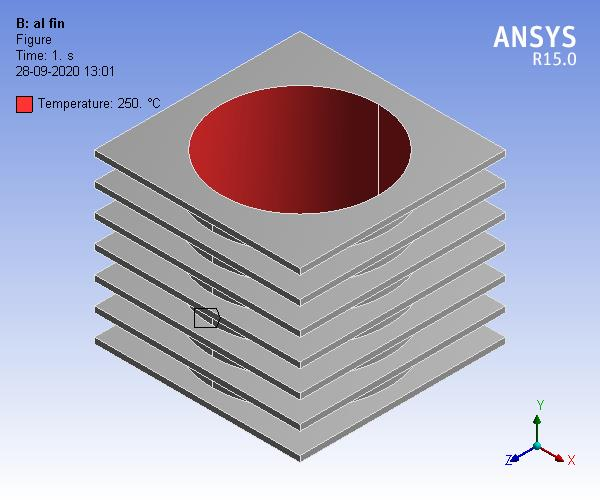 B: al fin
Figure
Time: 1. s
28-09-2020 13:01
Temperature: 250. °C
ANSYS
R15.0
Y
Z
X